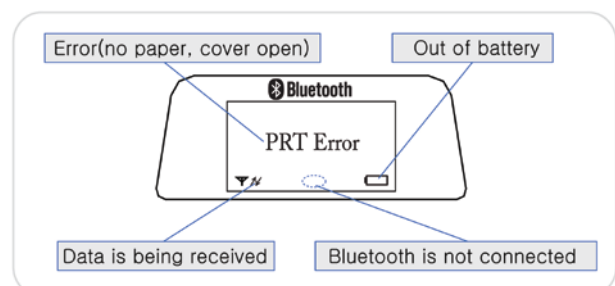 Error(no paper, cover open)
Out of battery
Bluetooth
PRT Error
Data is being received
Bluetooth is not connected